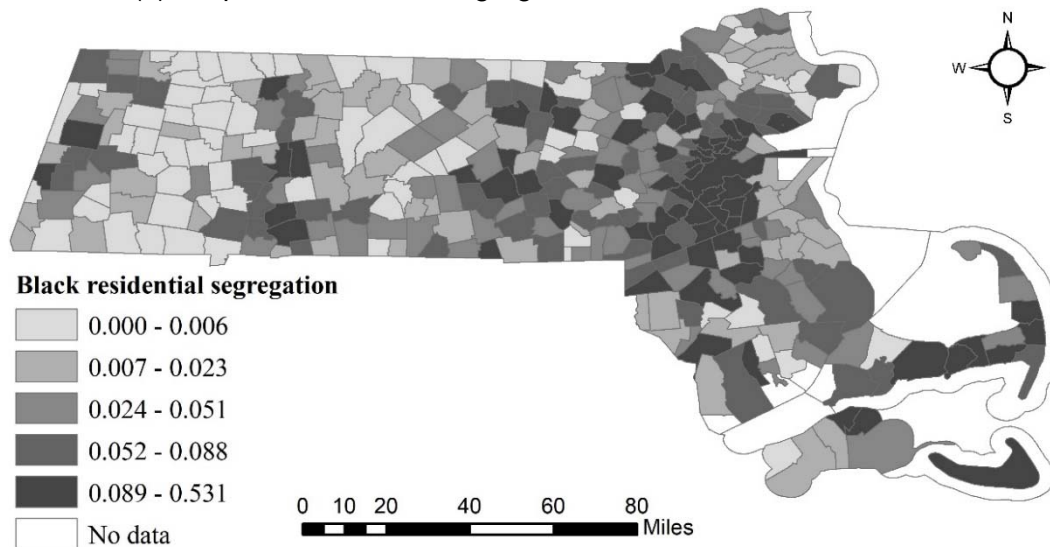 N
W
S
Black residential segregation
0.000 - 0.006
0.007 - 0.023
0.024 - 0.051
0.052 - 0.088
0.089 - 0.531
No data
0 10 20 40 60 80
Miles